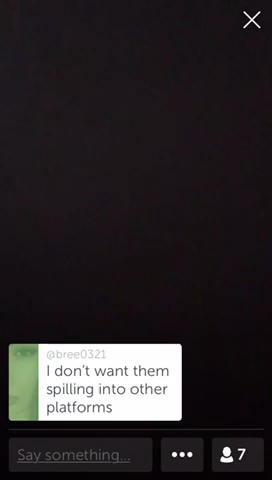 @bree0321
I don't want them
spilling into other
platforms
Say something...
7